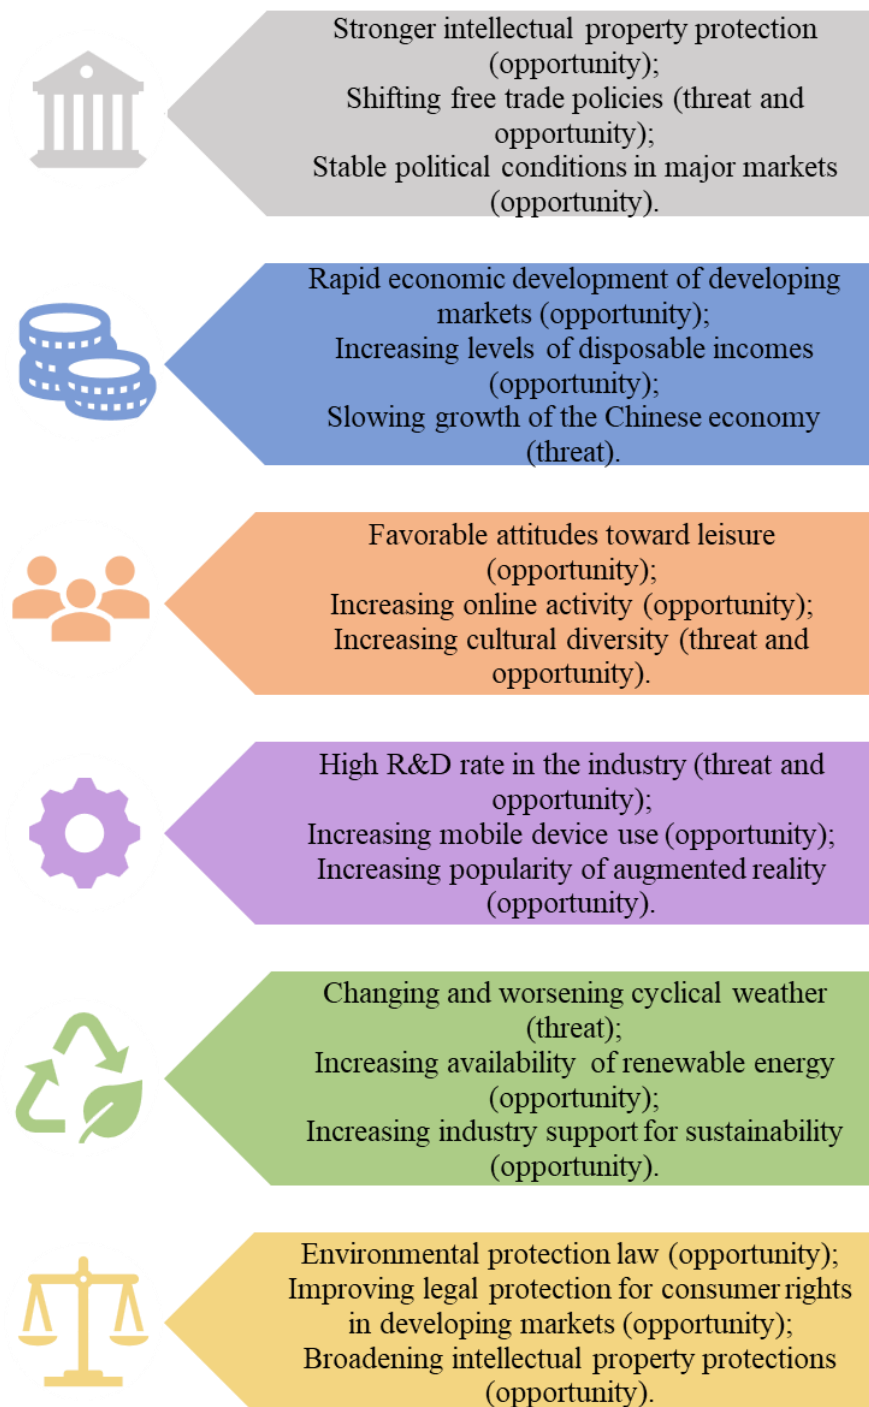 Stronger intellectual property protection
(opportunity);
Shifting free trade policies (threat and
opportunity);
Stable political conditions in major markets
(opportunity).
Rapid economic development of developing
markets (opportunity);
Increasing levels of disposable incomes
(opportunity);
Slowing growth of the Chinese economy
(threat).
Favorable attitudes toward leisure
(opportunity);
Increasing online activity (opportunity);
Increasing cultural diversity (threat and
opportunity).
High R&D rate in the industry (threat and
opportunity);
Increasing mobile device use (opportunity);
Increasing popularity of augmented reality
(opportunity).
Changing and worsening cyclical weather
(threat);
Increasing availability of renewable energy
(opportunity);
Increasing industry support for sustainability
(opportunity).
Environmental protection law (opportunity);
Improving legal protection for consumer rights
in developing markets (opportunity);
Broadening intellectual property protections
(opportunity).